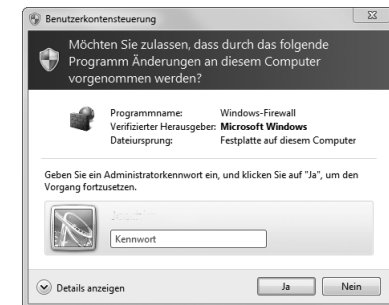 Benutzerkontensteuerung
Möchten Sie zulassen, dass durch das folgende
Programm Änderungen an diesem Computer
vorgenommen werden?
Programmname: Windows-Firewall
Verifizierter Herausgeber: Microsoft Windows
Dateiursprung: Festplatte auf diesem Computer
Geben Sie ein Administratorkennwort ein, und klicken Sie auf "Ja", um den
Vorgang fortzusetzen.
Kennwort
Details anzeigen
Ja
Nein